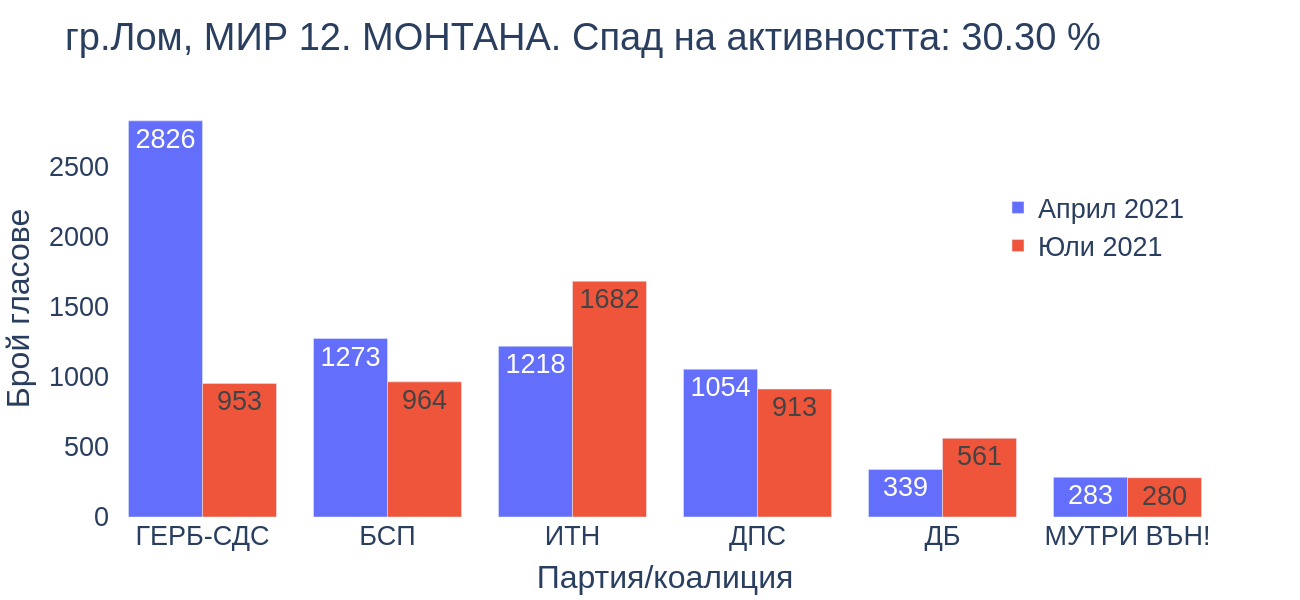 гр.Лом, МИР 12. МОНТАНА. Спад на активността: 30.30 %
Брой гласове
2500
2000
1500
1000
500
0
2826
953
1273
964
1218
1682
1054
913
339
561
283
280
Април 2021
Юли 2021
ГЕРБ-СДС
БСП
ИТН
ДПС
ДБ
МУТРИ ВЪН!
Партия/коалиция